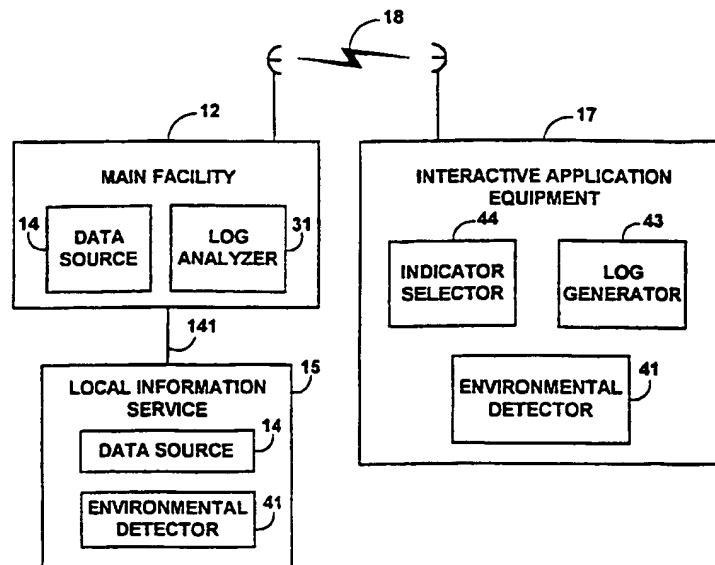 18
12
17
MAIN FACILITY
INTERACTIVE APPLICATION
EQUIPMENT
14
DATA
SOURCE
LOG
ANALYZER
31
44
INDICATOR
SELECTOR
43
LOG
GENERATOR
141
LOCAL INFORMATION
SERVICE
15
14
DATA SOURCE
ENVIRONMENTAL
DETECTOR
41
ENVIRONMENTAL
DETECTOR
41